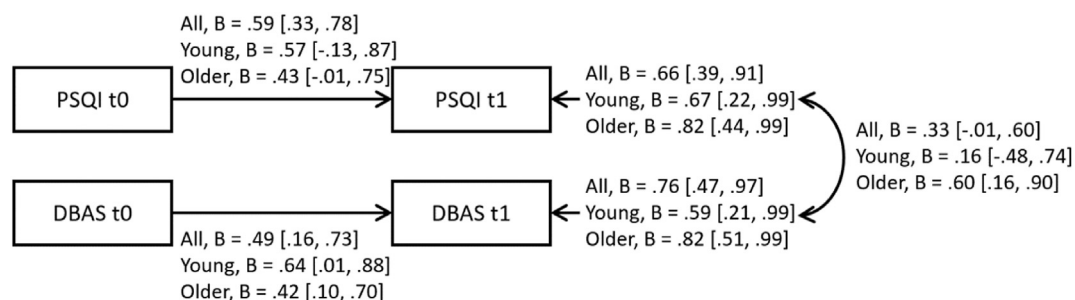 All, B = .59 [.33, .78]
Young, B = .57 [-.13, .87]
Older, B = .43 [-.01, .75]
PSQI t0
PSQI t1
All, B = .66 [.39, .91]
Young, B = .67 [.22, .99]
Older, B = .82 [.44, .99]
All, B = .33 [-.01, .60]
Young, B = .16 [-.48, .74]
Older, B = .60 [.16, .90]
DBAS t0
DBAS t1
All, B = .76 [.47, .97]
Young, B = .59 [.21, .99]
Older, B = .82 [.51, .99]
All, B = .49 [.16, .73]
Young, B = .64 [.01, .88]
Older, B = .42 [.10, .70]